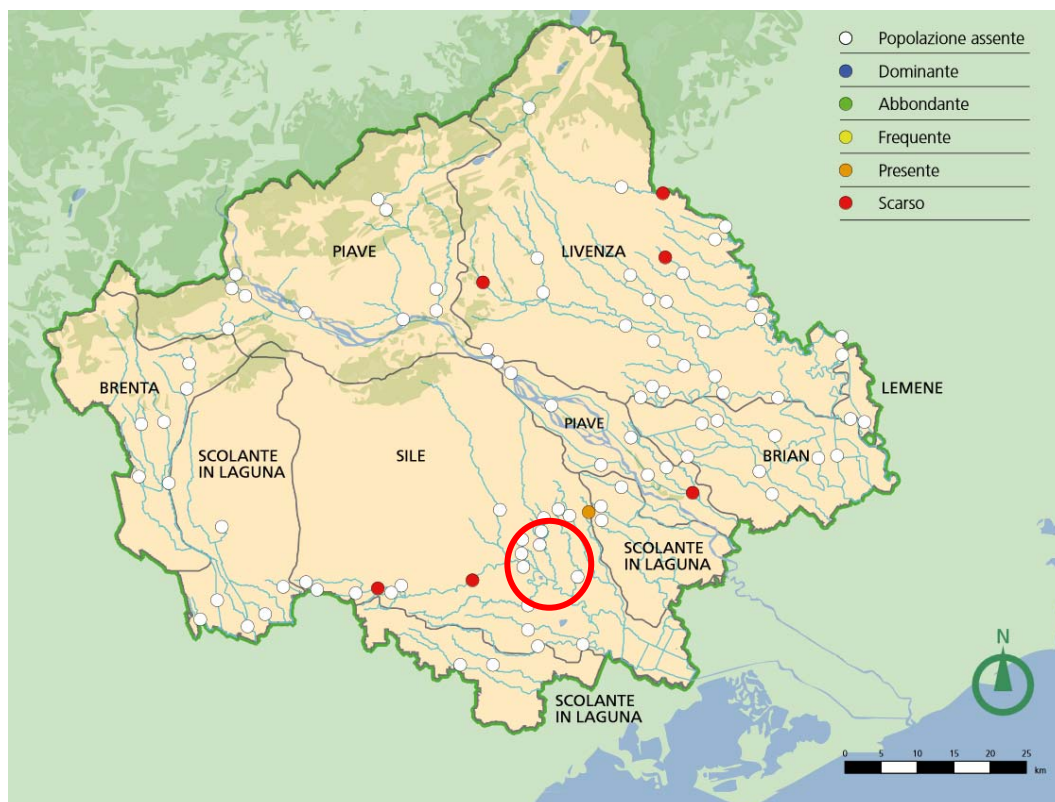 Popolazione assente
Dominante
Abbondante
Frequente
Presente
Scarso
PIAVE
LIVENZA
BRENTA
LEMENE
SCOLANTE
IN LAGUNA
SILE
PIAVE
BRIAN
SCOLANTE
IN LAGUNA
SCOLANTE
IN LAGUNA
N
0 5 10 15 20 25
km